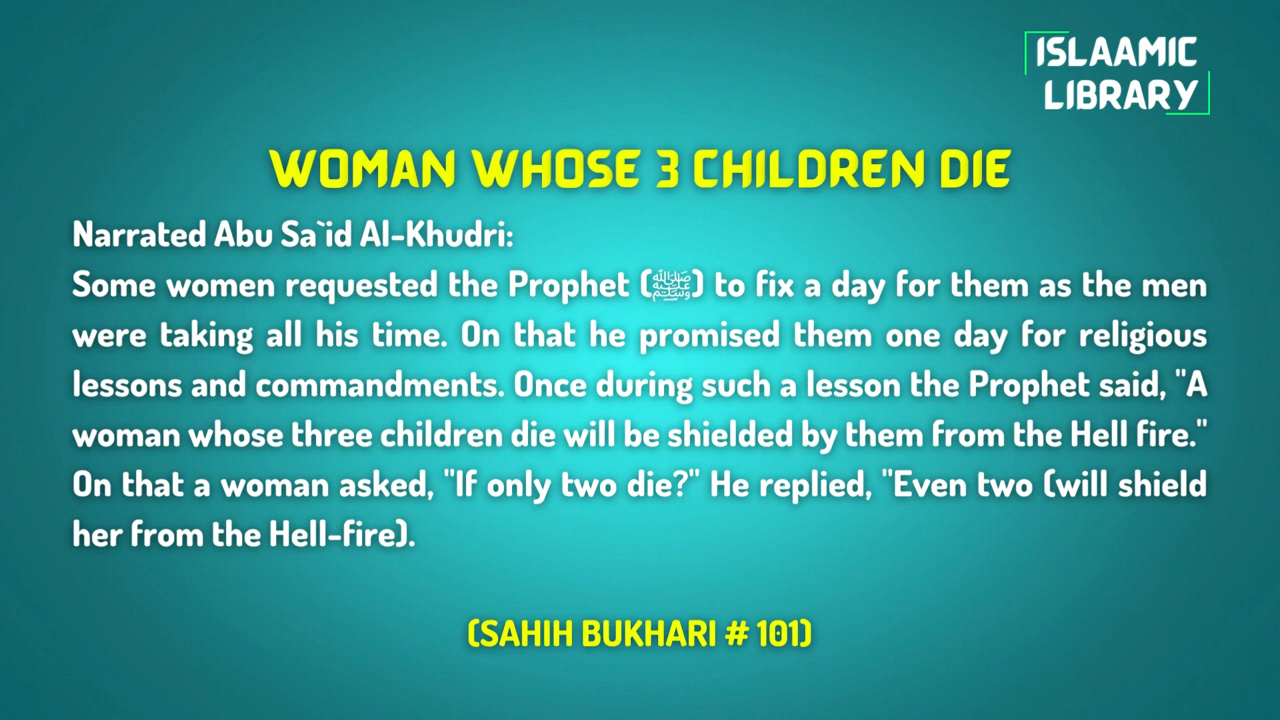 ISLAAMIC
LIBRARY
WOMAN WHOSE 3 CHILDREN DIE
Narrated Abu Sa`id Al-Khudri:
Some women requested the Prophet (ﷺ) to fix a day for them as the men
were taking all his time. On that he promised them one day for religious
lessons and commandments. Once during such a lesson the Prophet said, "A
woman whose three children die will be shielded by them from the Hell fire."
On that a woman asked, "If only two die?" He replied, "Even two (will shield
her from the Hell-fire).
(SAHIH BUKHARI # 101)